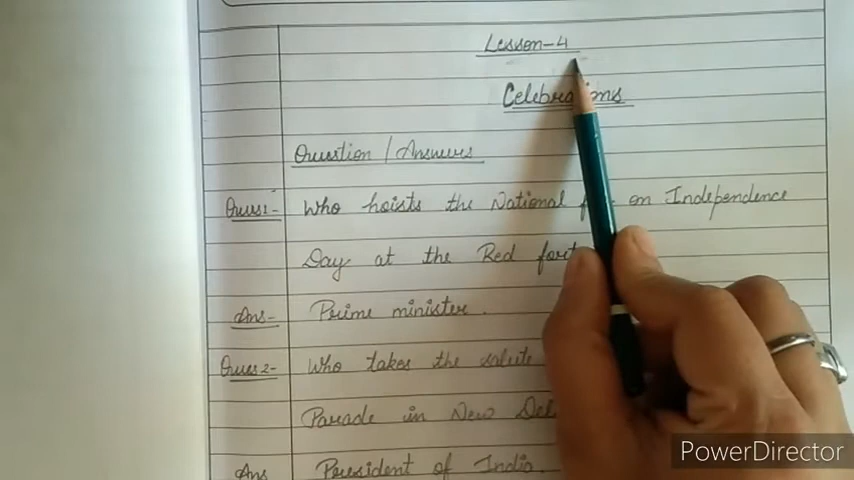 Lesson-4
Celebrations
Question / Answers
Ques1- Who hoists the National on Independence
Day at the Red fort
Ans- Prime minister.
Ques2- Who takes the salute
Parade in New
Ans President of India.
PowerDirector